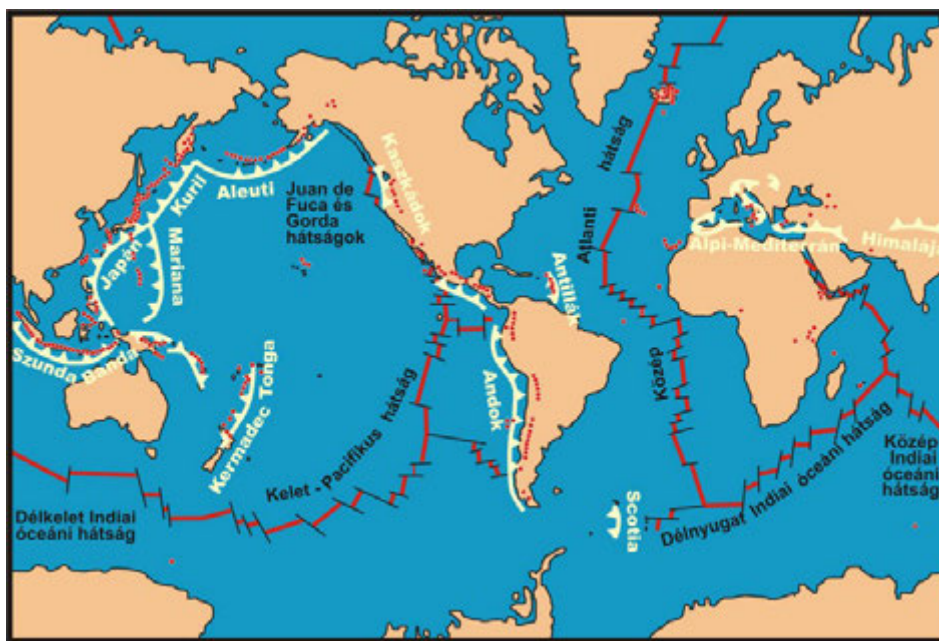 Kaszkádok
hátság
Kuril
Aleuti
Juan de
Fuca és
Gorda
hátságok
Japán
Mariana
Atlanti
Alpi-Mediterrán
Himalája
Antillák
Szunda Banda
Kermadec Tonga
Kelet - Pacifikus hátság
Andok
Közép
Közép
Indiai
óceáni
hátság
Délkelet Indiai
óceáni hátság
Scotia
Délnyugat Indiai óceáni hátság